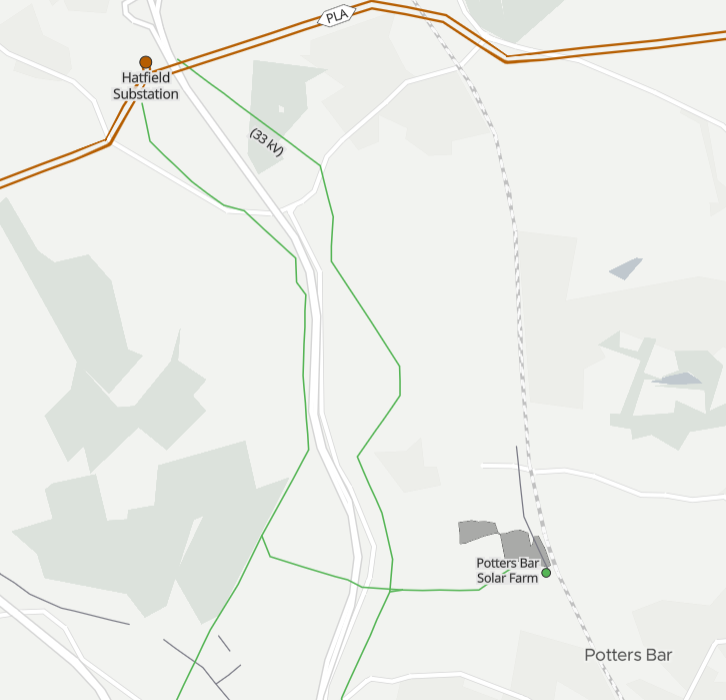 PLA
Hatfield
Substation
(33 kV)
Potters Bar
Solar Farm
Potters Bar